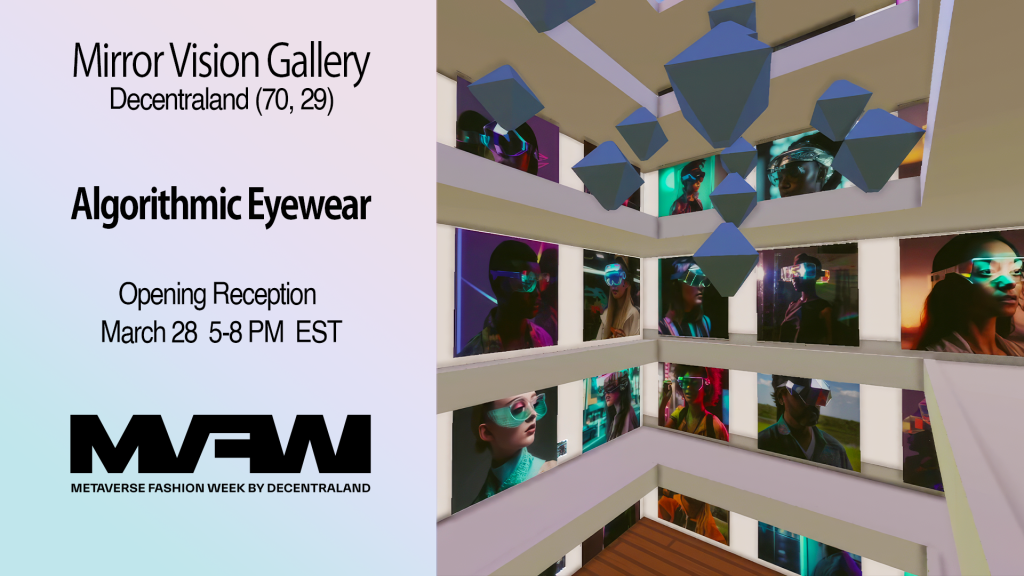 Mirror Vision Gallery
Decentraland (70, 29)
Algorithmic Eyewear
Opening Reception
March 28 5-8 PM EST
MVFW
METAVERSE FASHION WEEK BY DECENTRALAND